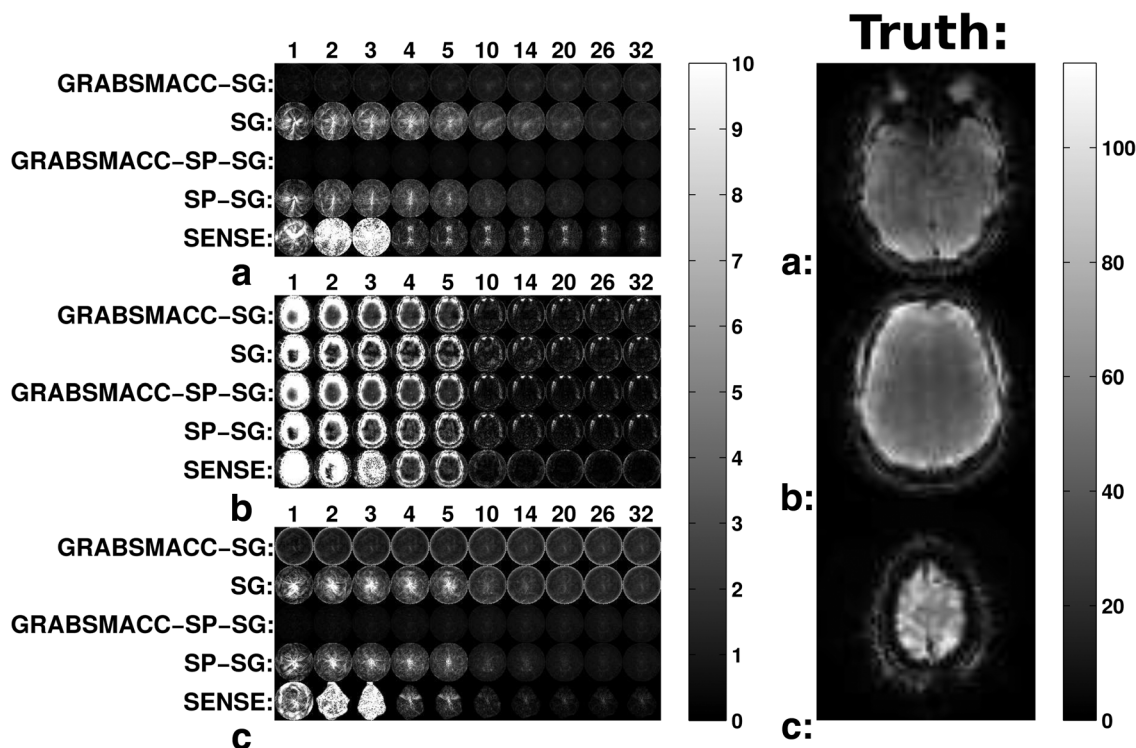 Truth:
1 2 3 4 5 10 14 20 26 32
GRABSMACC-SG:
SG:
GRABSMACC-SP-SG:
SP-SG:
SENSE:
a
1 2 3 4 5 10 14 20 26 32
GRABSMACC-SG:
SG:
GRABSMACC-SP-SG:
SP-SG:
SENSE:
b
1 2 3 4 5 10 14 20 26 32
GRABSMACC-SG:
SG:
GRABSMACC-SP-SG:
SP-SG:
SENSE:
c
10
9
8
7
6
5
4
3
2
1
0
a:
b:
c:
100
80
60
40
20
0